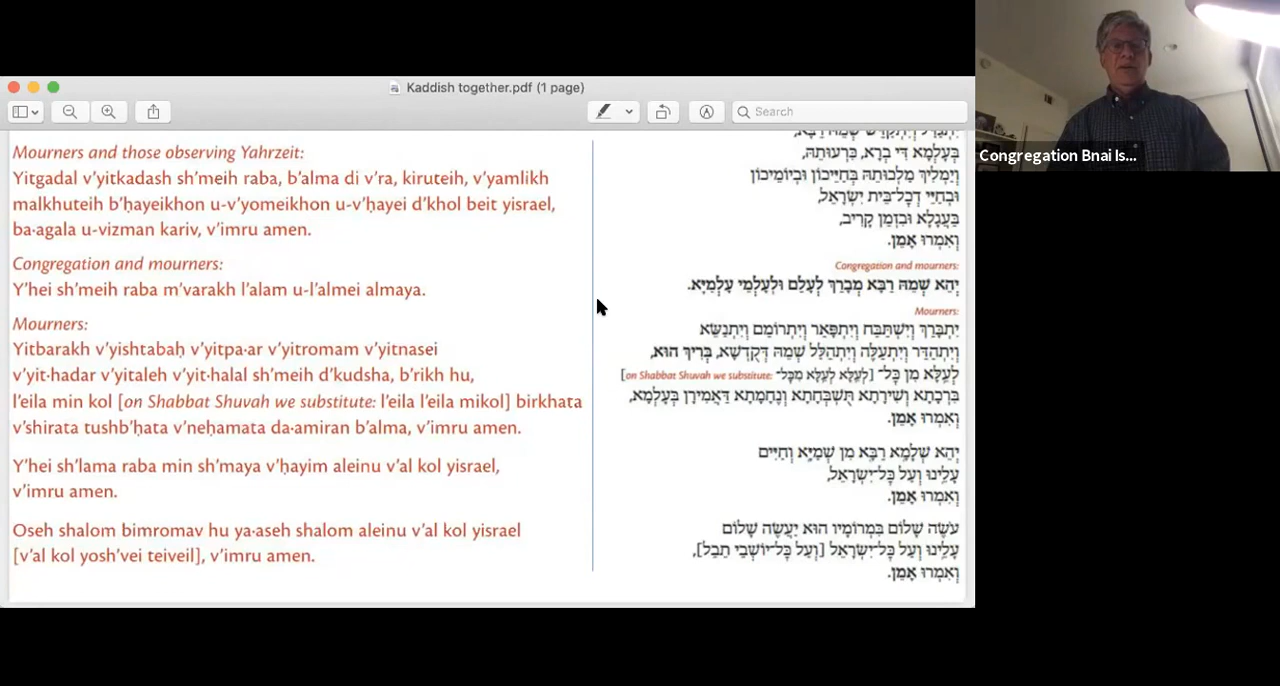 Kaddish together.pdf (1 page)
Search
Mourners and those observing Yahrzeit:
Yitgadal v’yitkadash sh’meih raba, b’alma di v’ra, kiruteih, v’yamlikh
malkhuteih b’ḥayeikhon u-v’yomeikhon u-v’ḥayei d’khol beit yisrael,
ba·agala u-vizman kariv, v’imru amen.
Congregation and mourners:
Y’hei sh’meih raba m’varakh l’alam u-l’almei almaya.
Mourners:
Yitbarakh v’yishtabaḥ v’yitpa·ar v’yitromam v’yitnasei
v’yit·hadar v’yitaleh v’yit·halal sh’meih d’kudsha, b’rikh hu,
l’eila min kol [on Shabbat Shuvah we substitute: l’eila l’eila mikol] birkhata
v’shirata tushb’ḥata v’neḥamata da·amiran b’alma, v’imru amen.
Y’hei sh’lama raba min sh’maya v’ḥayim aleinu v’al kol yisrael,
v’imru amen.
Oseh shalom bimromav hu ya·aseh shalom aleinu v’al kol yisrael
[v’al kol yosh’vei teiveil], v’imru amen.
יִתְגַּדַּל וְיִתְקַדַּשׁ שְׁמֵהּ רַבָּא,
בְּעָלְמָא דִּי בְרָא, כִּרְעוּתֵהּ,
וְיַמְלִיךְ מַלְכוּתֵהּ בְּחַיֵּיכוֹן וּבְיוֹמֵיכוֹן
וּבְחַיֵּי דְכׇל־בֵּית יִשְׂרָאֵל,
בַּעֲגָלָא וּבִזְמַן קָרִיב,
וְאִמְרוּ אָמֵן.
Congregation and mourners:
יְהֵא שְׁמֵהּ רַבָּא מְבָרַךְ לְעָלַם וּלְעָלְמֵי עָלְמַיָּא.
Mourners:
יִתְבָּרַךְ וְיִשְׁתַּבַּח וְיִתְפָּאַר וְיִתְרוֹמַם וְיִתְנַשֵּׂא
וְיִתְהַדַּר וְיִתְעַלֶּה וְיִתְהַלַּל שְׁמֵהּ דְּקֻדְשָׁא, בְּרִיךְ הוּא,
לְעֵלָּא מִן כׇּל־ [on Shabbat Shuvah we substitute: לְעֵלָּא לְעֵלָּא מִכׇּל־]
בִּרְכָתָא וְשִׁירָתָא תֻּשְׁבְּחָתָא וְנֶחָמָתָא דַּאֲמִירָן בְּעָלְמָא,
וְאִמְרוּ אָמֵן.
יְהֵא שְׁלָמָא רַבָּא מִן שְׁמַיָּא וְחַיִּים
עָלֵינוּ וְעַל כׇּל־יִשְׂרָאֵל,
וְאִמְרוּ אָמֵן.
עֹשֶׂה שָׁלוֹם בִּמְרוֹמָיו הוּא יַעֲשֶׂה שָׁלוֹם
עָלֵינוּ וְעַל כׇּל־יִשְׂרָאֵל [וְעַל כׇּל־יוֹשְׁבֵי תֵבֵל],
וְאִמְרוּ אָמֵן.
Congregation Bnai Is...